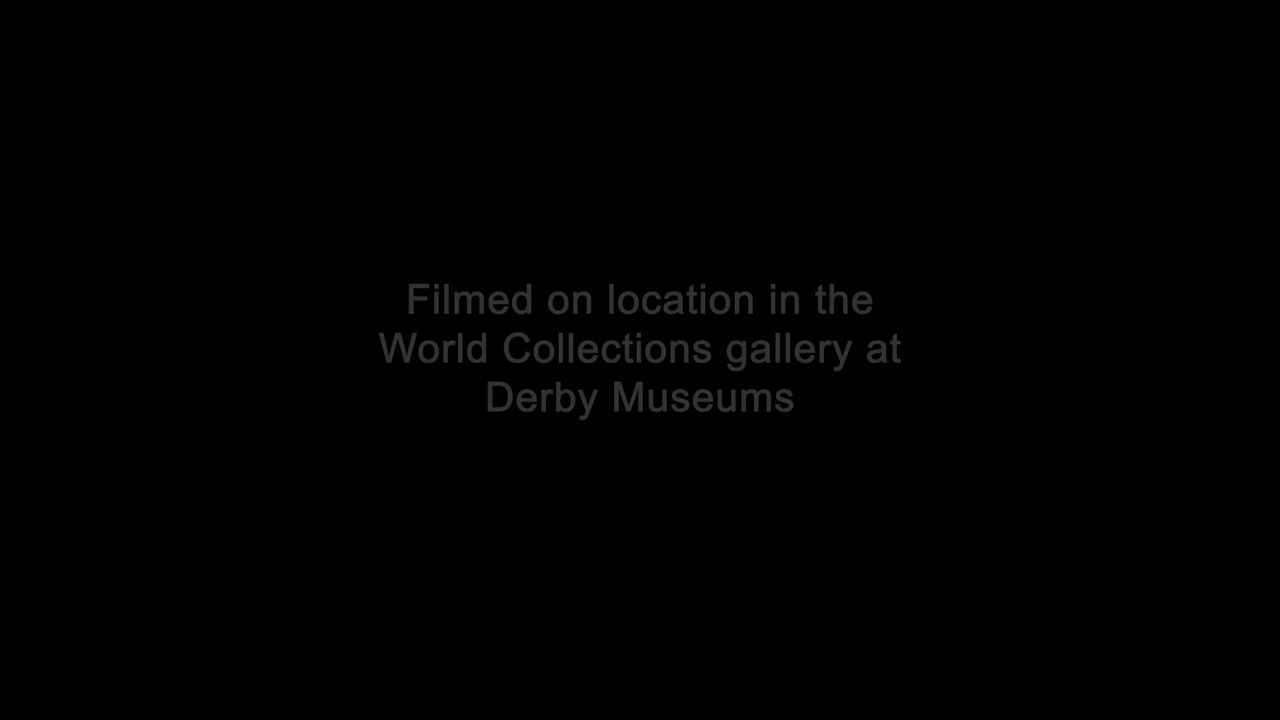 Filmed on location in the
World Collections gallery at
Derby Museums